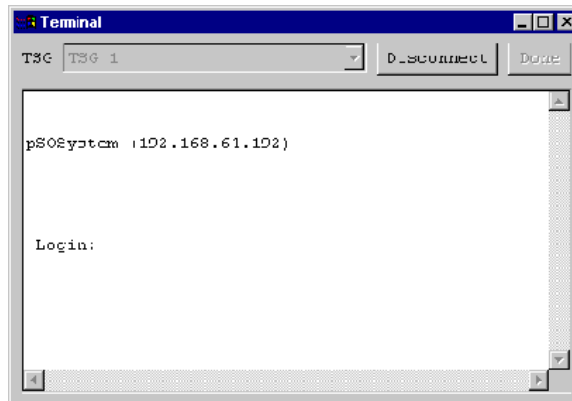 Terminal
TSG TSG 1 Disconnect Done
pSOSystem (192.168.61.192)
Login: